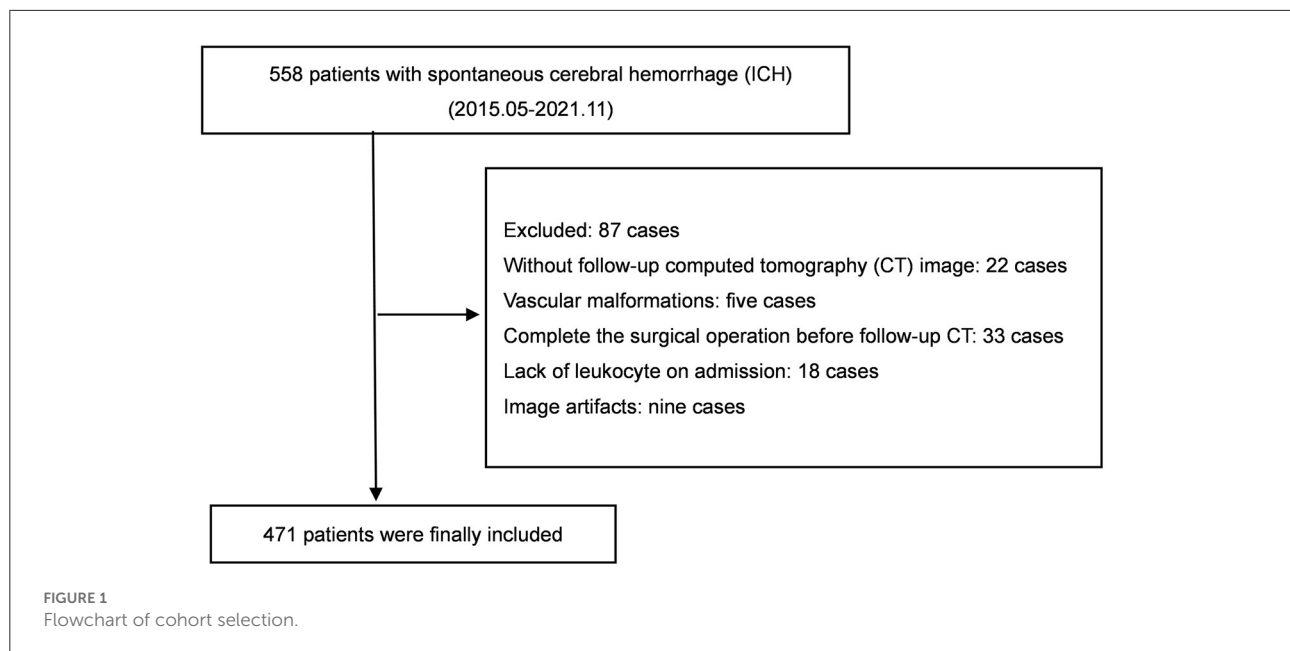 558 patients with spontaneous cerebral hemorrhage (ICH)
(2015.05-2021.11)
Excluded: 87 cases
Without follow-up computed tomography (CT) image: 22 cases
Vascular malformations: five cases
Complete the surgical operation before follow-up CT: 33 cases
Lack of leukocyte on admission: 18 cases
Image artifacts: nine cases
471 patients were finally included
FIGURE 1
Flowchart of cohort selection.